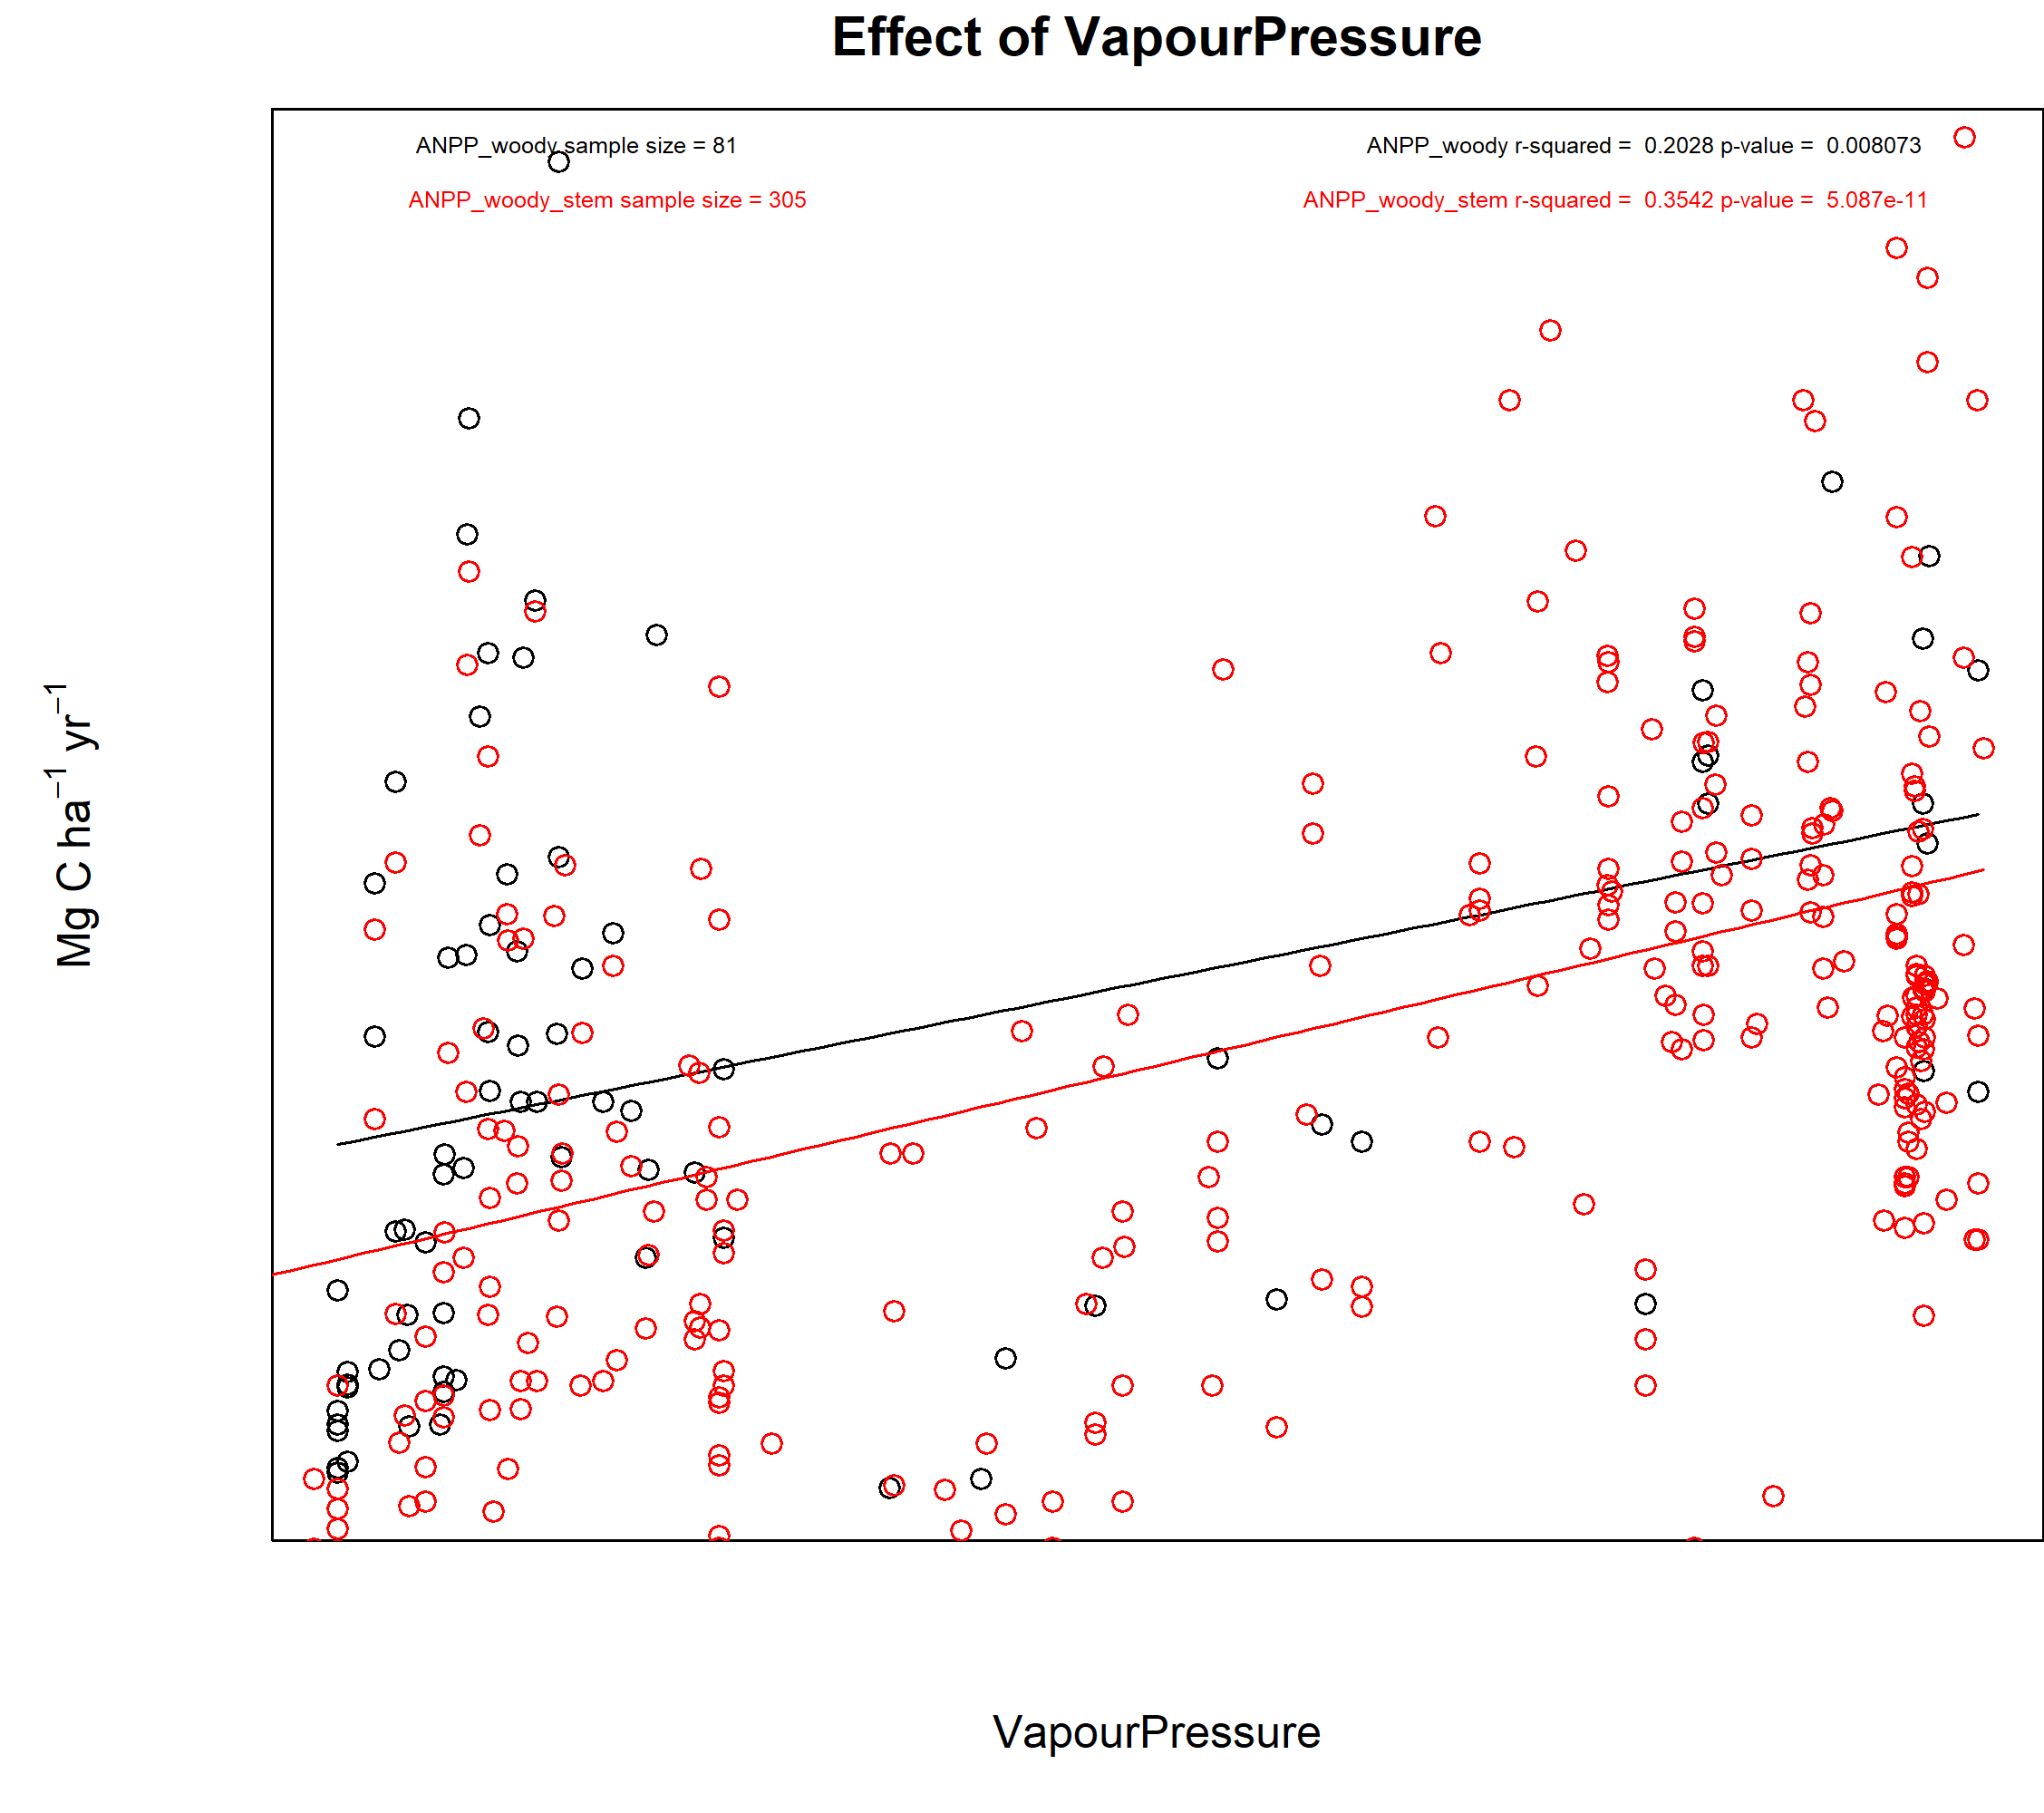 Effect of VapourPressure
ANPP_woody sample size = 81
ANPP_woody r-squared =  0.2028 p-value =  0.008073
ANPP_woody_stem sample size = 305
ANPP_woody_stem r-squared =  0.3542 p-value =  5.087e-11
Mg C ha⁻¹ yr⁻¹
VapourPressure